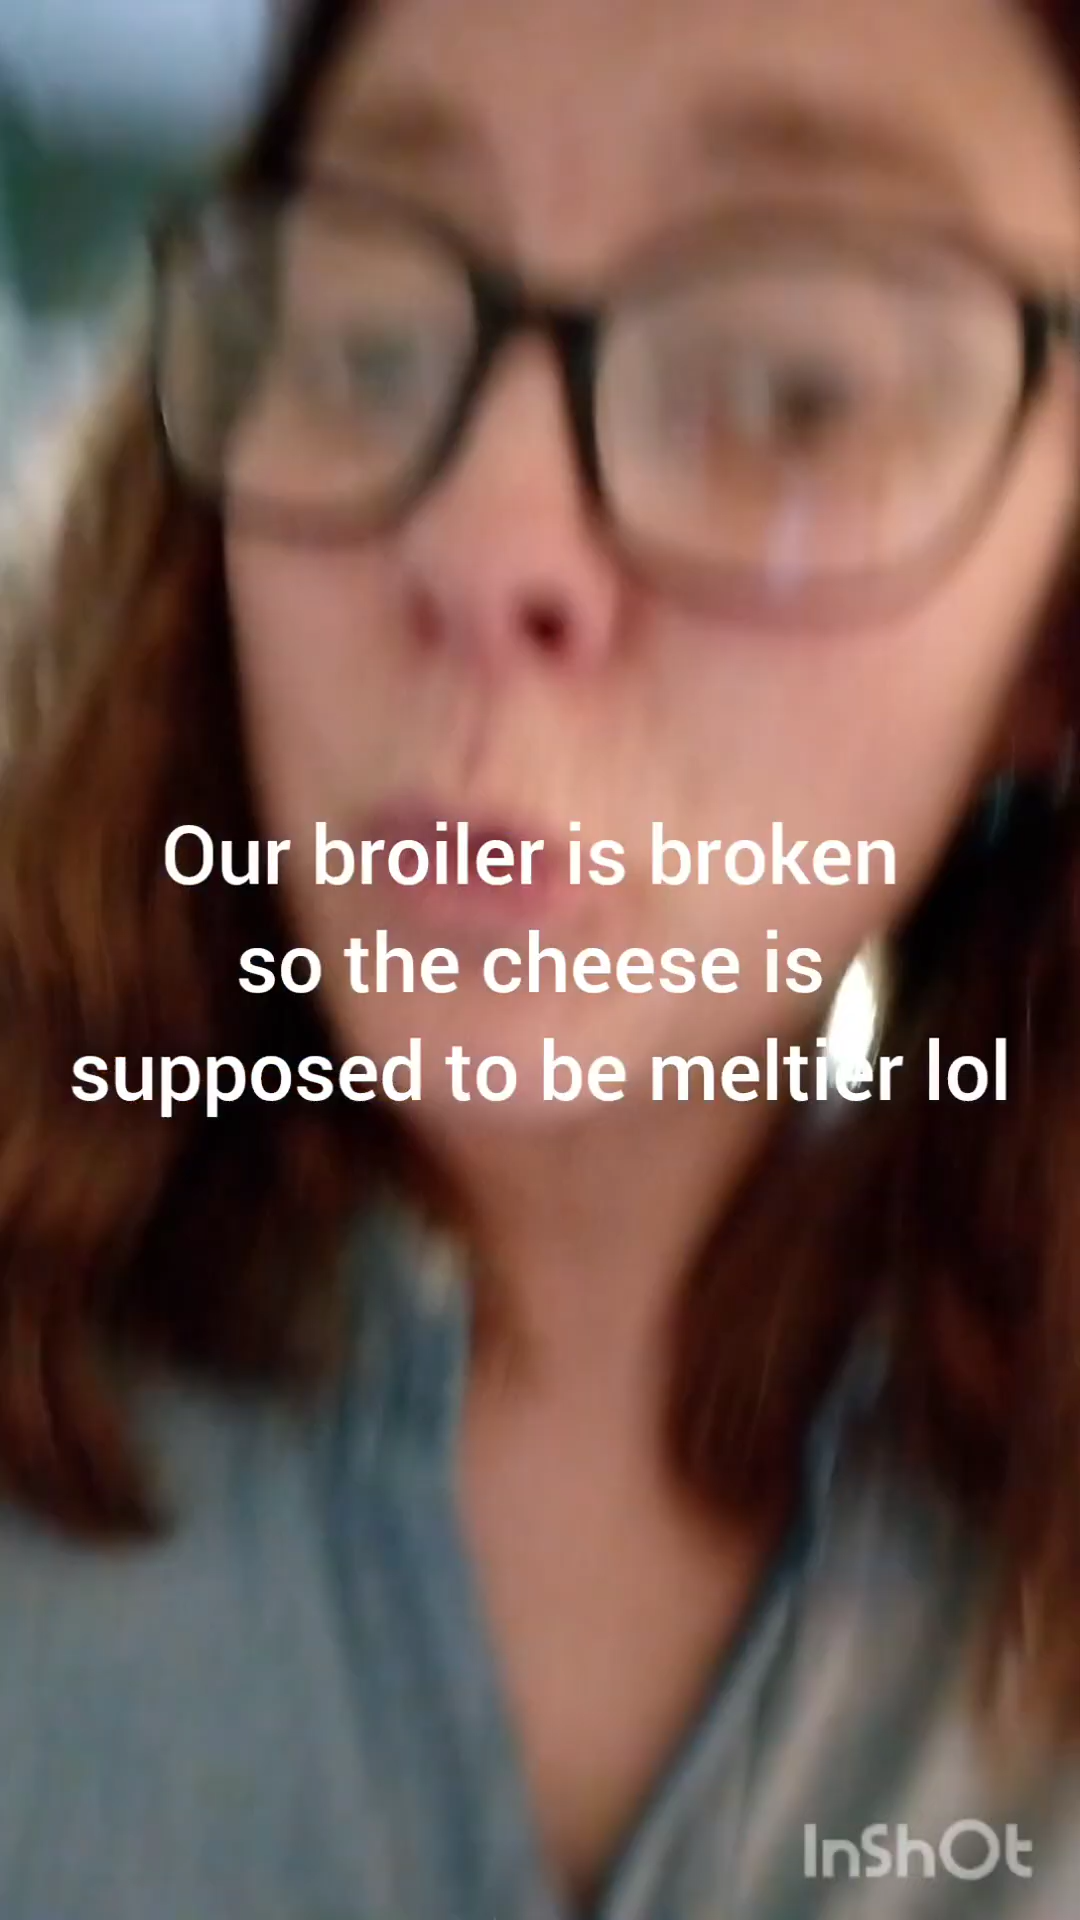 Our broiler is broken
so the cheese is
supposed to be meltier lol
InShOt